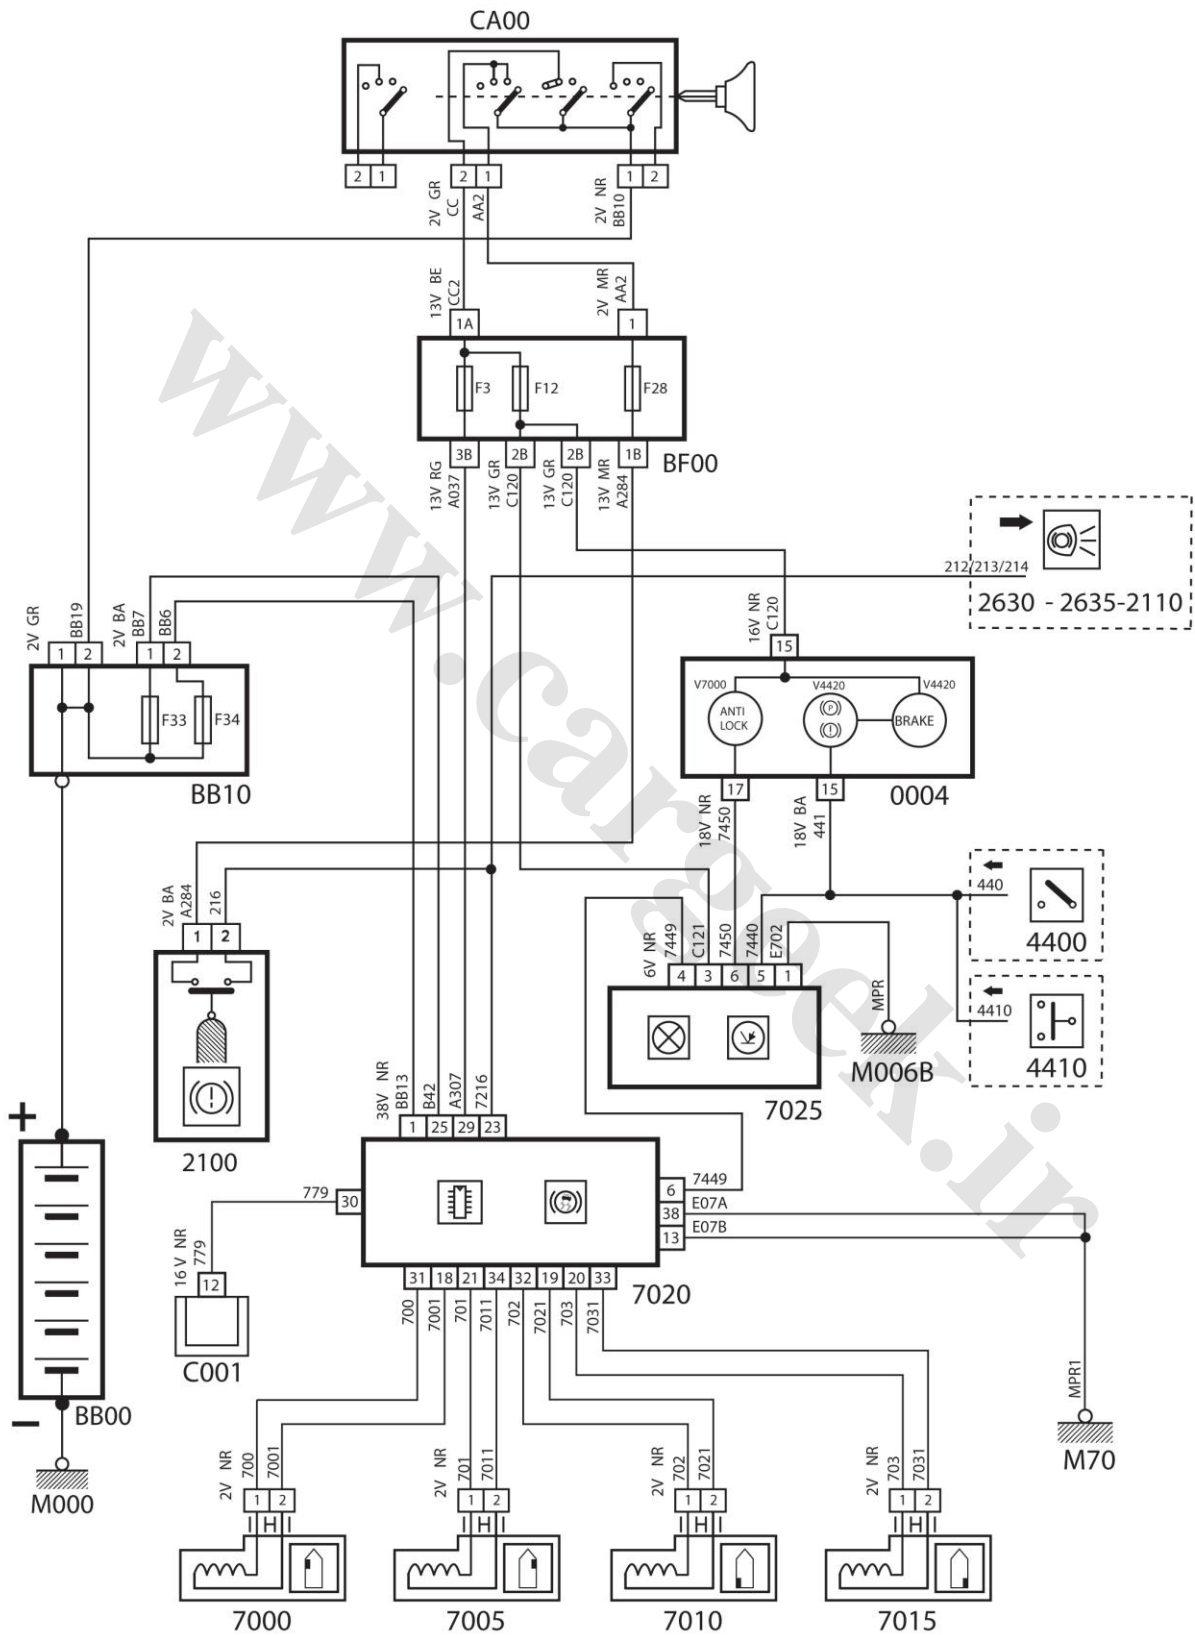 CA00
2 1
2 1
1 2
2V GR
CC
AA2
2V NR
BB10
13V BE
CC2
2V MR
AA2
1A
1
F3
F12
F28
3B
2B
2B
1B
BF00
13V RG
A037
13V GR
C120
13V GR
C120
13V MR
A284
212/213/214
2630 - 2635-2110
2V GR
BB19
2V BA
BB7
BB6
1 2
1 2
F33
F34
BB10
16V NR
C120
15
V7000
V4420
V4420
ANTI
LOCK
(P)
(!)
BRAKE
17
15
0004
18V NR
7450
18V BA
441
2V BA
A284
216
1 2
2100
440
4400
4410
4410
6V NR
7449
C121
7450
7440
E702
4 3 6 5 1
7025
MPR
M006B
38V NR
BB13
B42
A307
7216
1 25 29 23
779
30
6
7449
38
E07A
13
E07B
7020
16 V NR
779
12
C001
31 18 21 34 32 19 20 33
700
7001
701
7011
702
7021
703
7031
+
−
BB00
M000
MPR1
M70
2V NR
700
7001
1 2
7000
2V NR
701
7011
1 2
7005
2V NR
702
7021
1 2
7010
2V NR
703
7031
1 2
7015
www.cargeek.ir